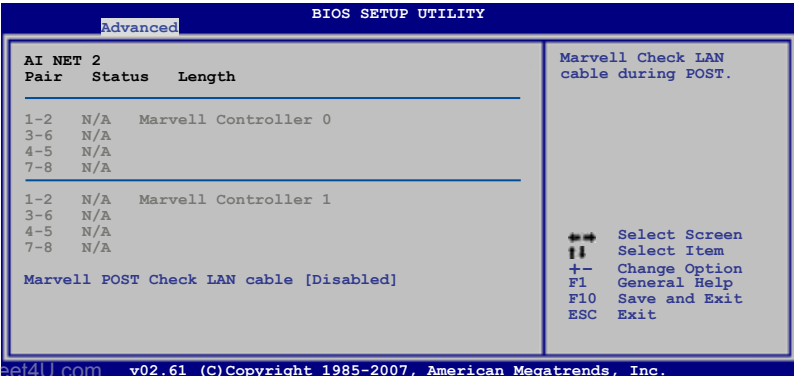 BIOS SETUP UTILITY
Advanced
AI NET 2
Pair Status Length
1-2 N/A Marvell Controller 0
3-6 N/A
4-5 N/A
7-8 N/A
1-2 N/A Marvell Controller 1
3-6 N/A
4-5 N/A
7-8 N/A
Marvell POST Check LAN cable [Disabled]
Marvell Check LAN
cable during POST.
Select Screen
Select Item
+- Change Option
F1 General Help
F10 Save and Exit
ESC Exit
eet4U.com
v02.61 (C)Copyright 1985-2007, American Megatrends, Inc.